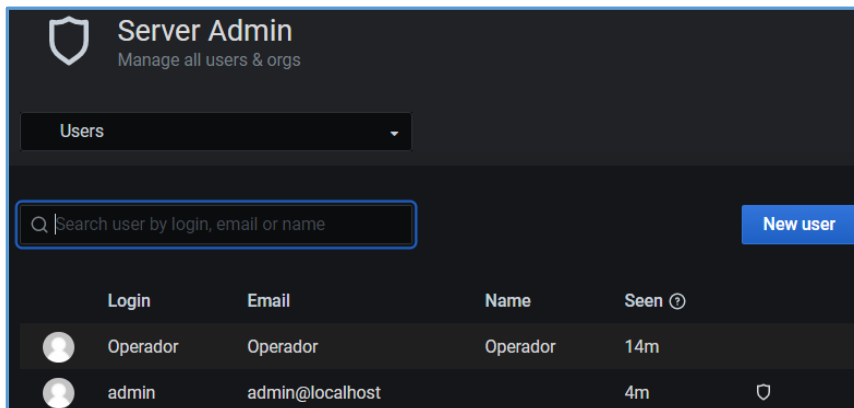 Server Admin
Manage all users & orgs
Users
Search user by login, email or name
New user
Login Email Name Seen
Operador Operador Operador 14m
admin admin@localhost 4m